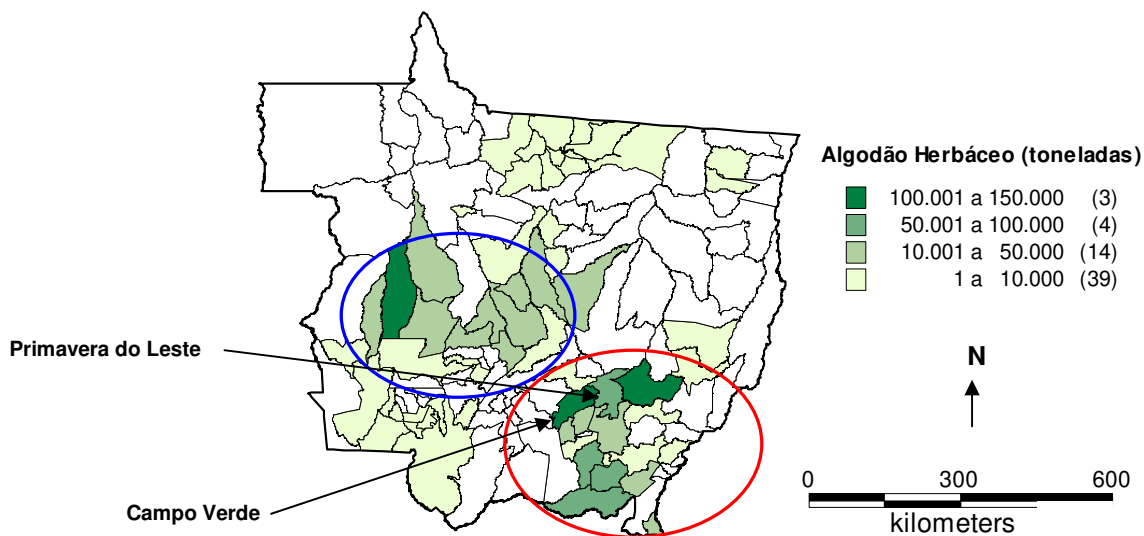 Algodão Herbáceo (toneladas)
100.001 a 150.000 (3)
50.001 a 100.000 (4)
10.001 a 50.000 (14)
1 a 10.000 (39)
Primavera do Leste
N
Campo Verde
0 300 600
kilometers